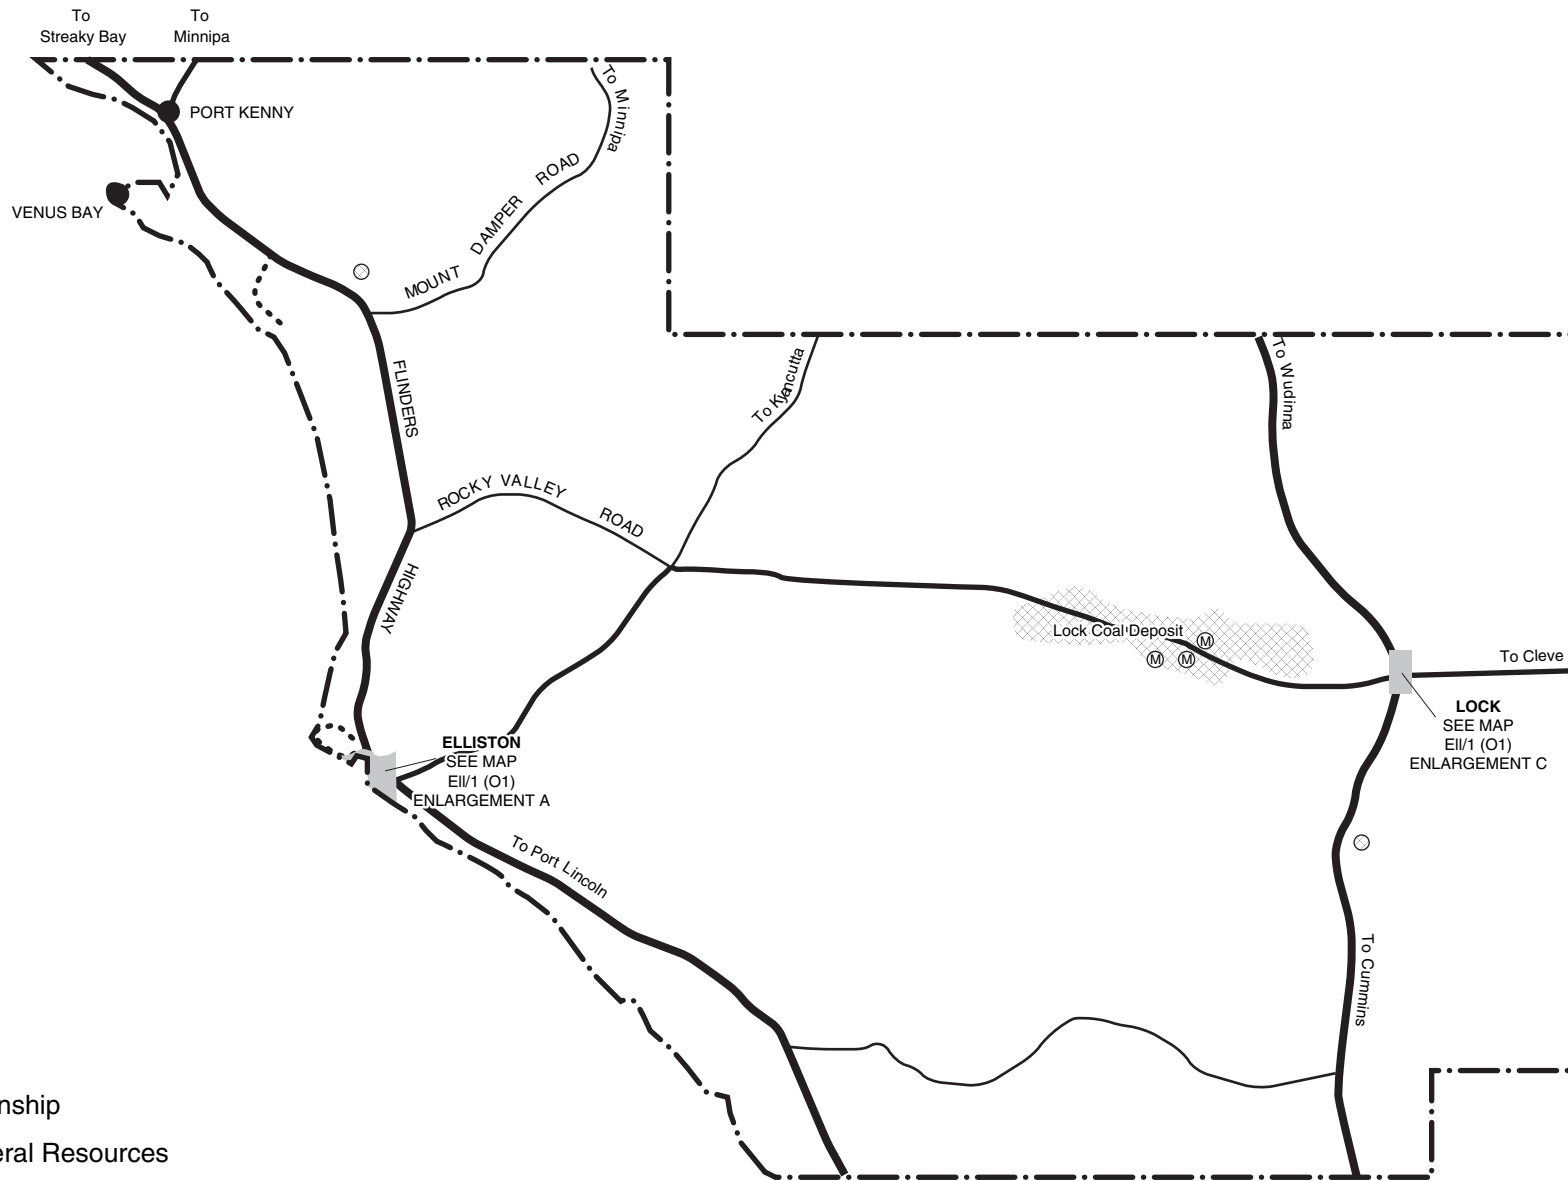 To
Streaky Bay
To
Minnipa
PORT KENNY
To Minnipa
VENUS BAY
MOUNT DAMPER ROAD
FLINDERS
To Kyancutta
To Wudinna
ROCKY VALLEY ROAD
HIGHWAY
Lock Coal Deposit
M
M
M
To Cleve
LOCK
SEE MAP
Ell/1 (O1)
ENLARGEMENT C
ELLISTON
SEE MAP
Ell/1 (O1)
ENLARGEMENT A
To Port Lincoln
To Cummins
nship
eral Resources